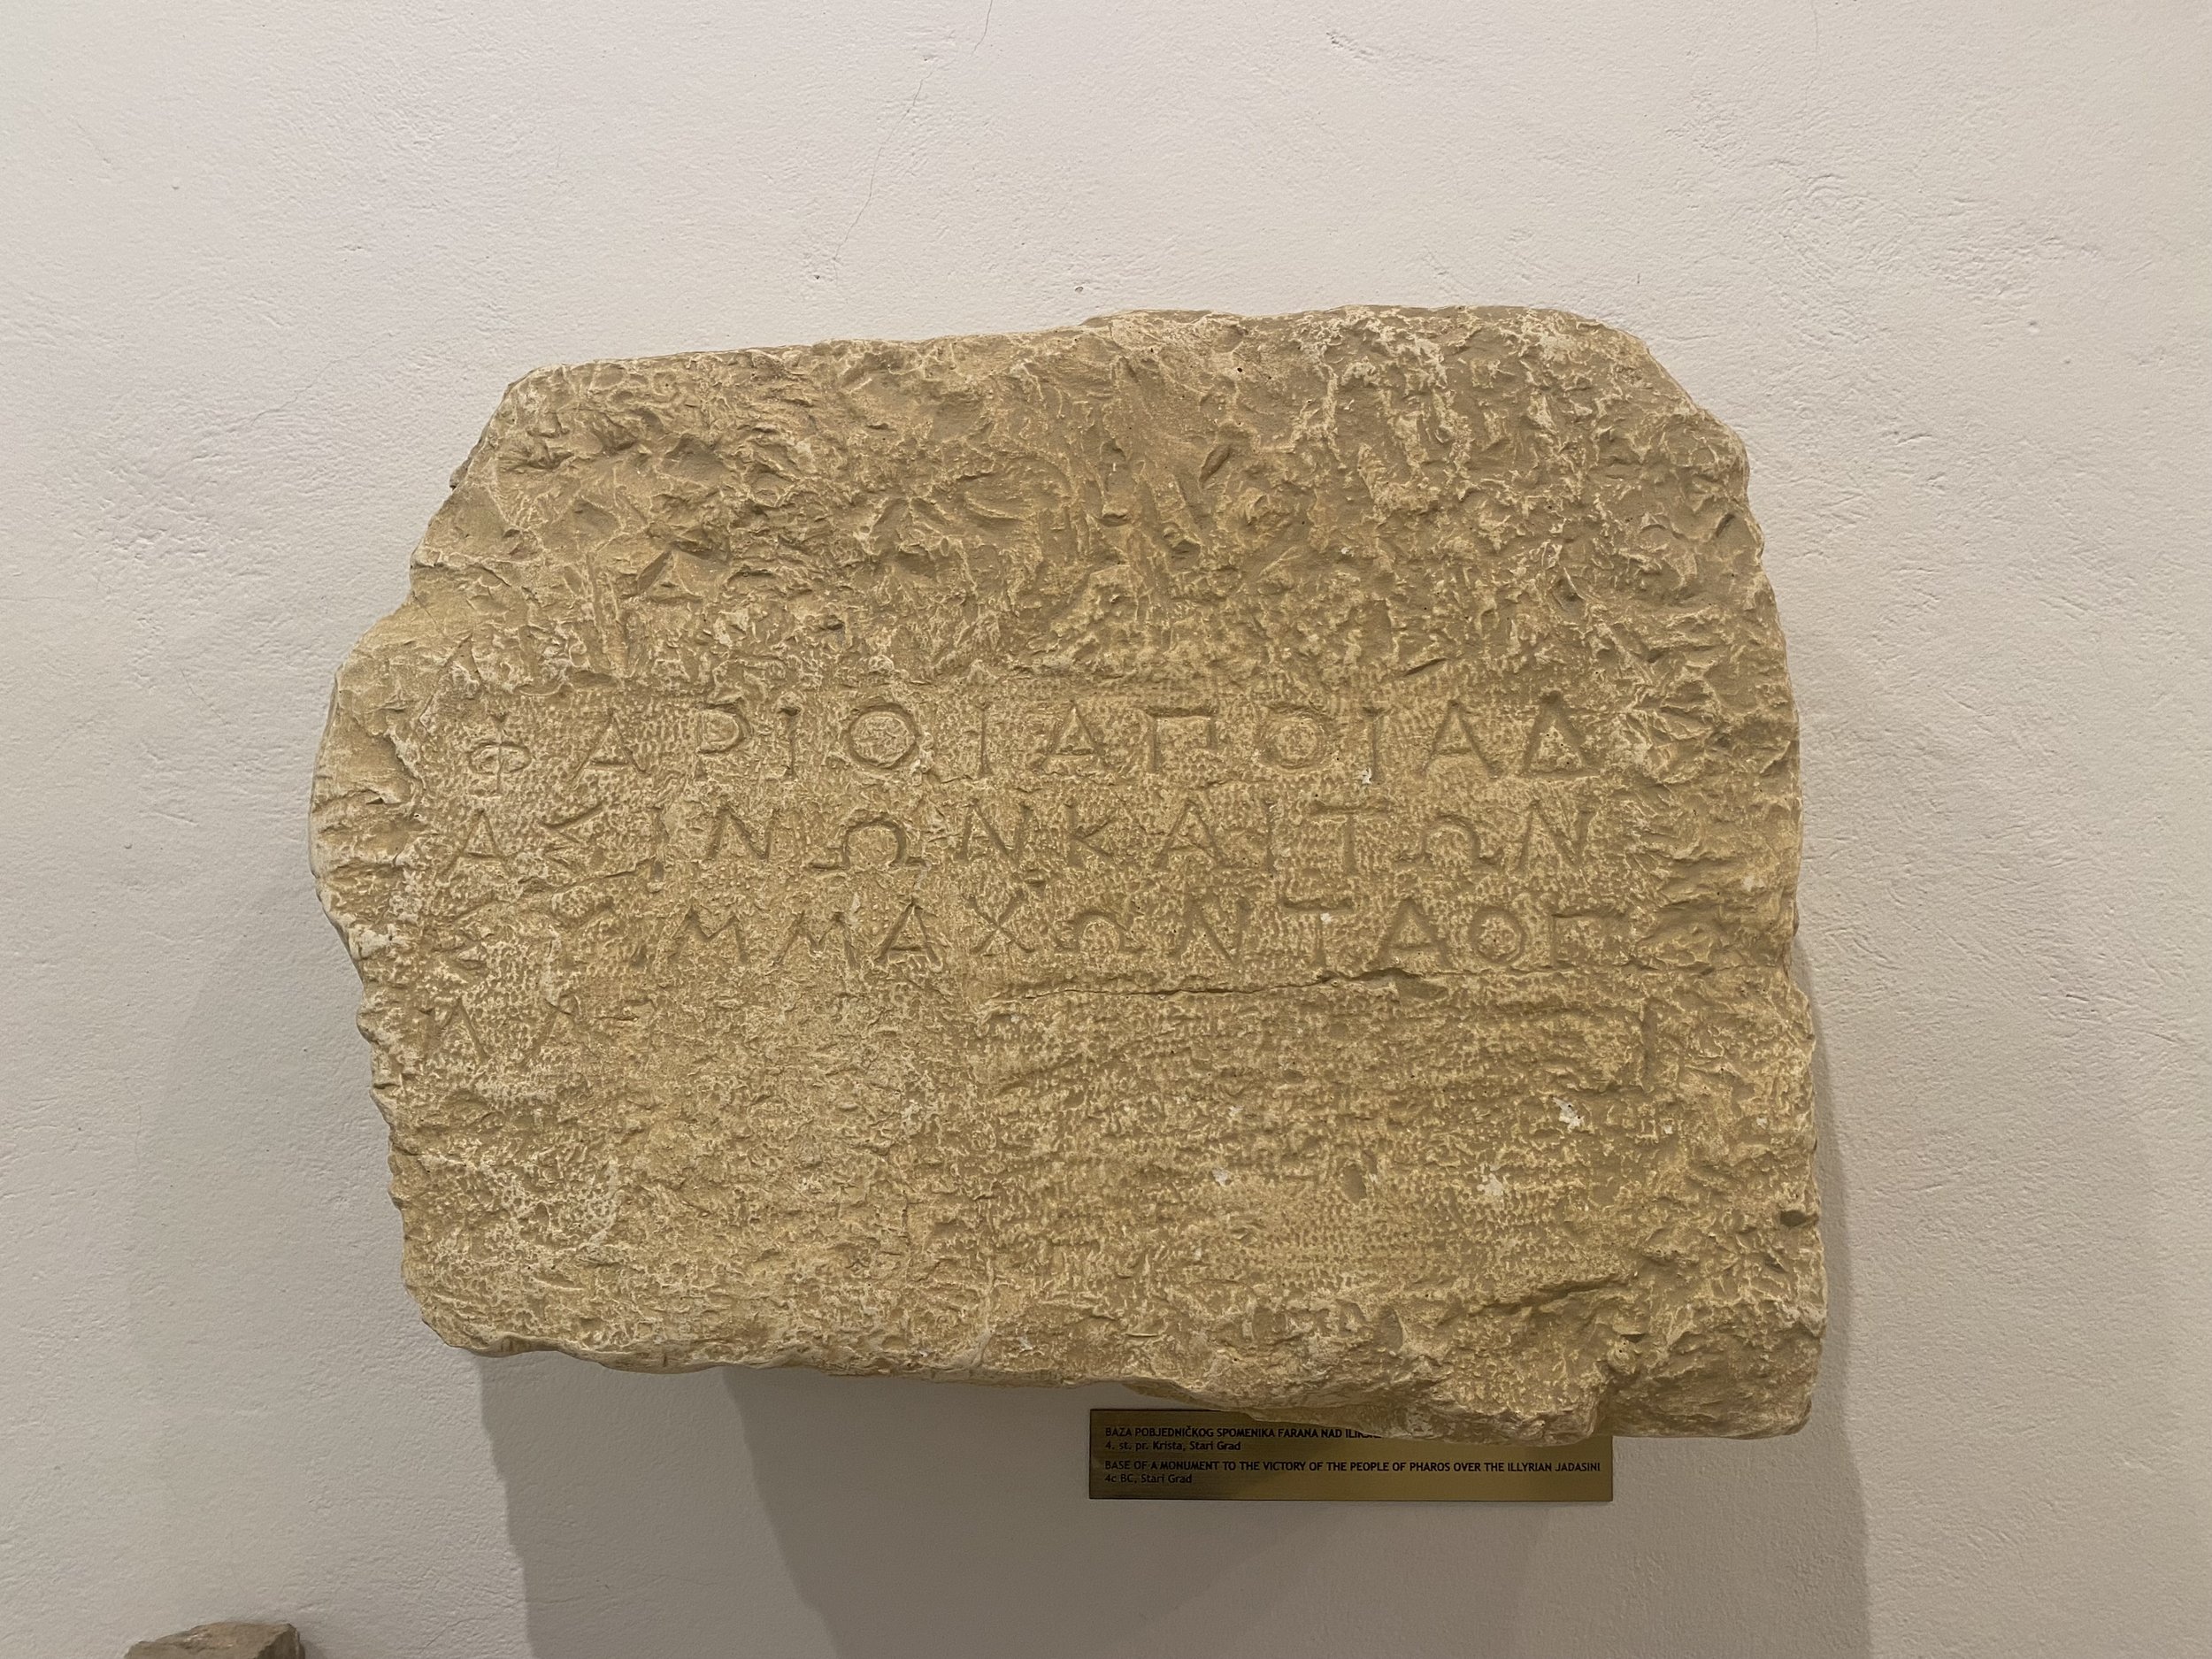 ΦΑΡΙΟΙΑΠΟΙΑΔ
ΑΣΙΝΩΝΚΑΙΤΩΝ
ΜΜΑΧΩΝΤΑΟΠ
ΛΑ
BAZA POBJEDNIČKOG SPOMENIKA FARANA NAD
4. st. pr. Krista, Stari Grad
BASE OF A MONUMENT TO THE VICTORY OF THE PEOPLE OF PHAROS OVER THE ILLYRIAN JADASINI
4c BC, Stari Grad